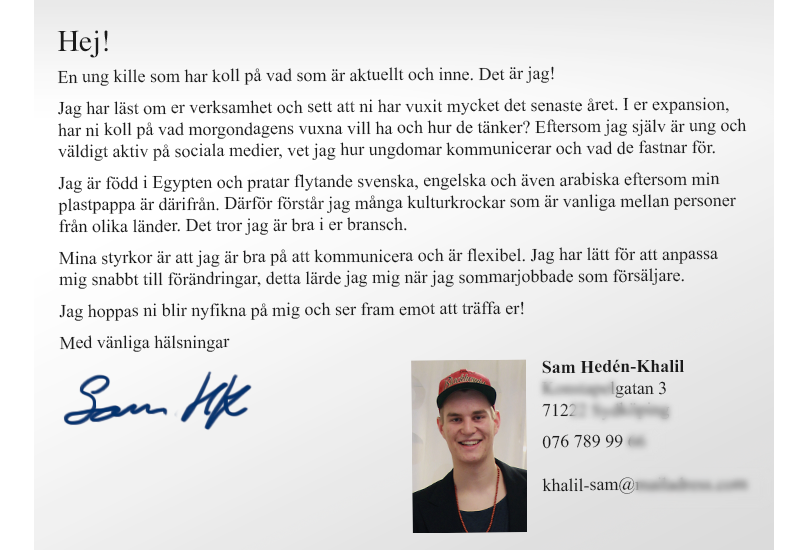 Hej!
En ung kille som har koll på vad som är aktuellt och inne. Det är jag!
Jag har läst om er verksamhet och sett att ni har vuxit mycket det senaste året. I er expansion,
har ni koll på vad morgondagens vuxna vill ha och hur de tänker? Eftersom jag själv är ung och
väldigt aktiv på sociala medier, vet jag hur ungdomar kommunicerar och vad de fastnar för.
Jag är född i Egypten och pratar flytande svenska, engelska och även arabiska eftersom min
plastpappa är därifrån. Därför förstår jag många kulturkrockar som är vanliga mellan personer
från olika länder. Det tror jag är bra i er bransch.
Mina styrkor är att jag är bra på att kommunicera och är flexibel. Jag har lätt för att anpassa
mig snabbt till förändringar, detta lärde jag mig när jag sommarjobbade som försäljare.
Jag hoppas ni blir nyfikna på mig och ser fram emot att träffa er!
Med vänliga hälsningar
Sam HK
Sam Hedén-Khalil
gatan 3
712
076 789 99
khalil-sam@